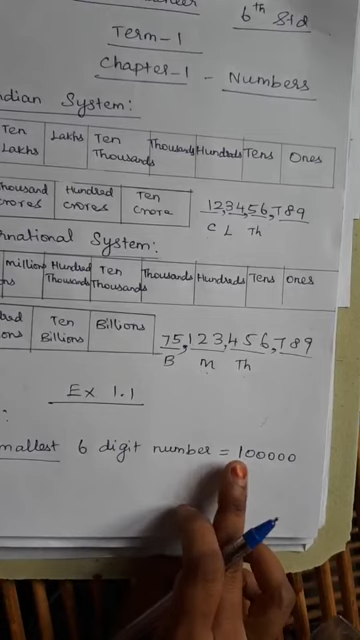 6th Std
Term-1
Chapter-1 - Numbers
System:
Ten Lakhs Lakhs Ten Thousands Thousands Hundreds Tens Ones
crores Hundred crores Ten Crore 12,34,56,789
C L Th
System:
Hundred Thousands Ten Thousands Thousands Hundreds Tens Ones
Ten Billions Billions 75,123,456,789
B M Th
Ex 1.1
6 digit number = 100000